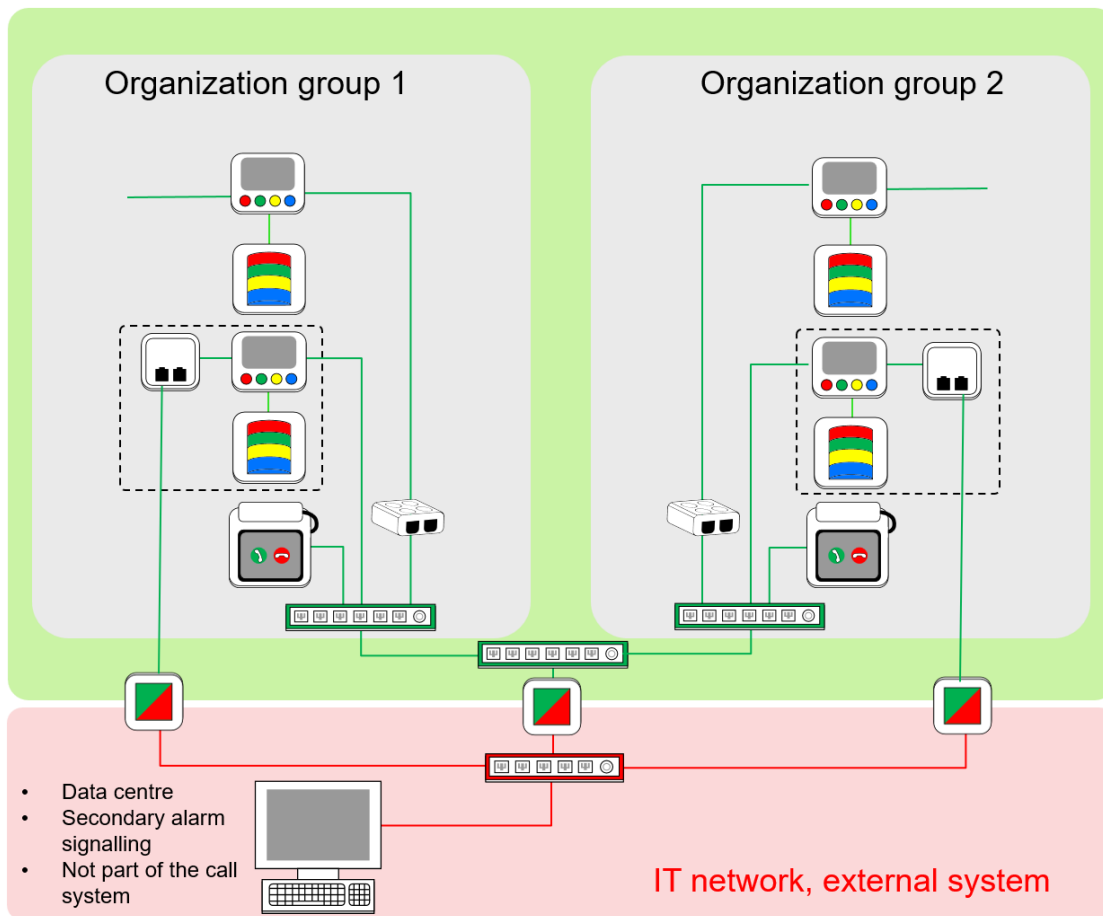 Organization group 1
Organization group 2
• Data centre
• Secondary alarm
signalling
• Not part of the call
system
IT network, external system